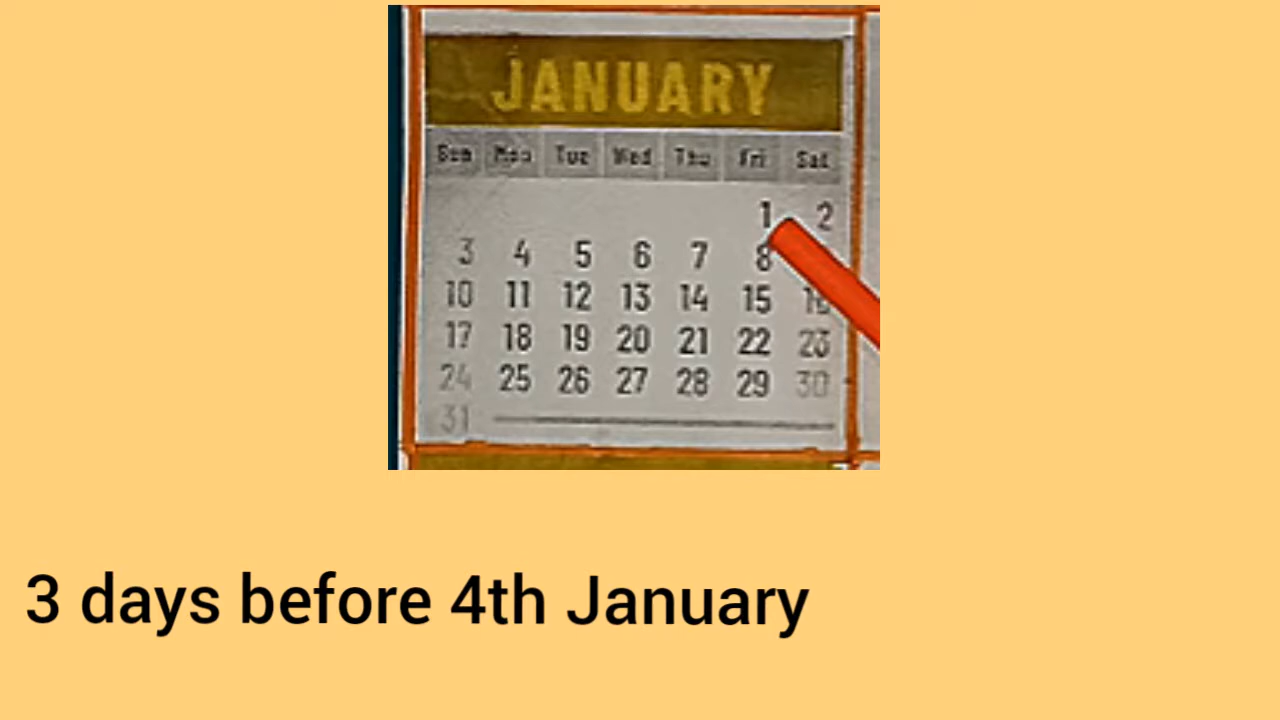 JANUARY
Sun Mon Tue Wed Thu Fri Sat
1 2
3 4 5 6 7 8
10 11 12 13 14 15 16
17 18 19 20 21 22 23
24 25 26 27 28 29 30
31
3 days before 4th January